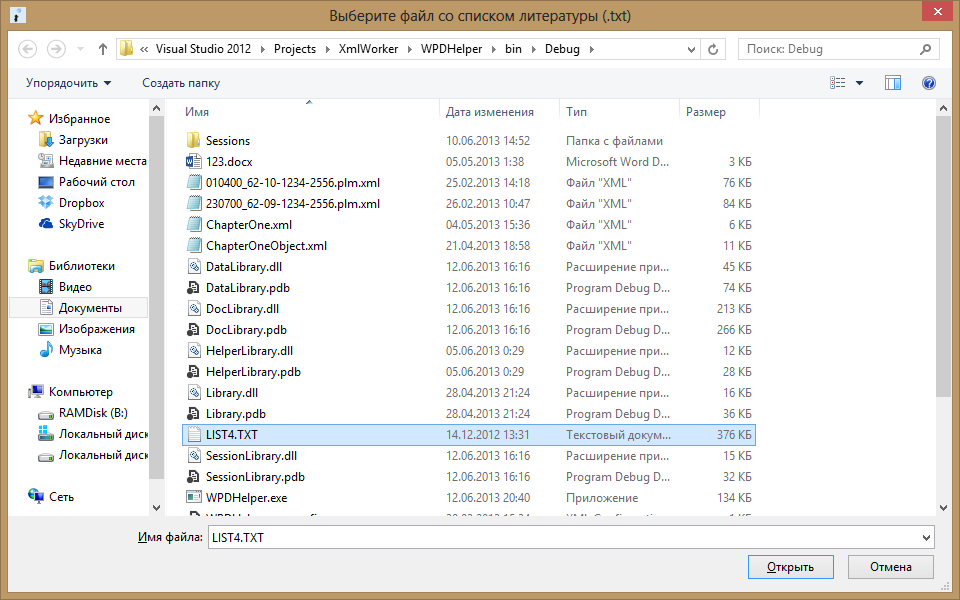 Выберите файл со списком литературы (.txt)
« Visual Studio 2012 Projects XmlWorker WPDHelper bin Debug
Поиск: Debug
Упорядочить Создать папку
Имя Дата изменения Тип Размер
Избранное
Загрузки
Недавние места
Рабочий стол
Dropbox
SkyDrive
Библиотеки
Видео
Документы
Изображения
Музыка
Компьютер
RAMDisk (B:)
Локальный диск
Локальный диск
Сеть
Sessions 10.06.2013 14:52 Папка с файлами
123.docx 05.05.2013 1:38 Microsoft Word D... 3 КБ
010400_62-10-1234-2556.plm.xml 25.02.2013 14:18 Файл "XML" 76 КБ
230700_62-09-1234-2556.plm.xml 26.02.2013 10:47 Файл "XML" 84 КБ
ChapterOne.xml 04.05.2013 15:36 Файл "XML" 6 КБ
ChapterOneObject.xml 21.04.2013 18:58 Файл "XML" 11 КБ
DataLibrary.dll 12.06.2013 16:16 Расширение при... 45 КБ
DataLibrary.pdb 12.06.2013 16:16 Program Debug D... 74 КБ
DocLibrary.dll 12.06.2013 16:16 Расширение при... 213 КБ
DocLibrary.pdb 12.06.2013 16:16 Program Debug D... 266 КБ
HelperLibrary.dll 05.06.2013 0:29 Расширение при... 12 КБ
HelperLibrary.pdb 05.06.2013 0:29 Program Debug D... 28 КБ
Library.dll 28.04.2013 21:24 Расширение при... 16 КБ
Library.pdb 28.04.2013 21:24 Program Debug D... 36 КБ
LIST4.TXT 14.12.2012 13:31 Текстовый докум... 376 КБ
SessionLibrary.dll 12.06.2013 16:16 Расширение при... 15 КБ
SessionLibrary.pdb 12.06.2013 16:16 Program Debug D... 32 КБ
WPDHelper.exe 12.06.2013 20:40 Приложение 134 КБ
Имя файла: LIST4.TXT
Открыть Отмена